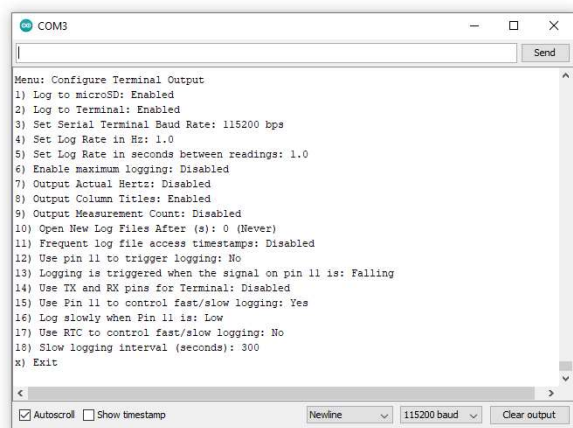 COM3
Send
Menu: Configure Terminal Output
1) Log to microSD: Enabled
2) Log to Terminal: Enabled
3) Set Serial Terminal Baud Rate: 115200 bps
4) Set Log Rate in Hz: 1.0
5) Set Log Rate in seconds between readings: 1.0
6) Enable maximum logging: Disabled
7) Output Actual Hertz: Disabled
8) Output Column Titles: Enabled
9) Output Measurement Count: Disabled
10) Open New Log Files After (s): 0 (Never)
11) Frequent log file access timestamps: Disabled
12) Use pin 11 to trigger logging: No
13) Logging is triggered when the signal on pin 11 is: Falling
14) Use TX and RX pins for Terminal: Disabled
15) Use Pin 11 to control fast/slow logging: Yes
16) Log slowly when Pin 11 is: Low
17) Use RTC to control fast/slow logging: No
18) Slow logging interval (seconds): 300
x) Exit
Autoscroll Show timestamp Newline 115200 baud Clear output